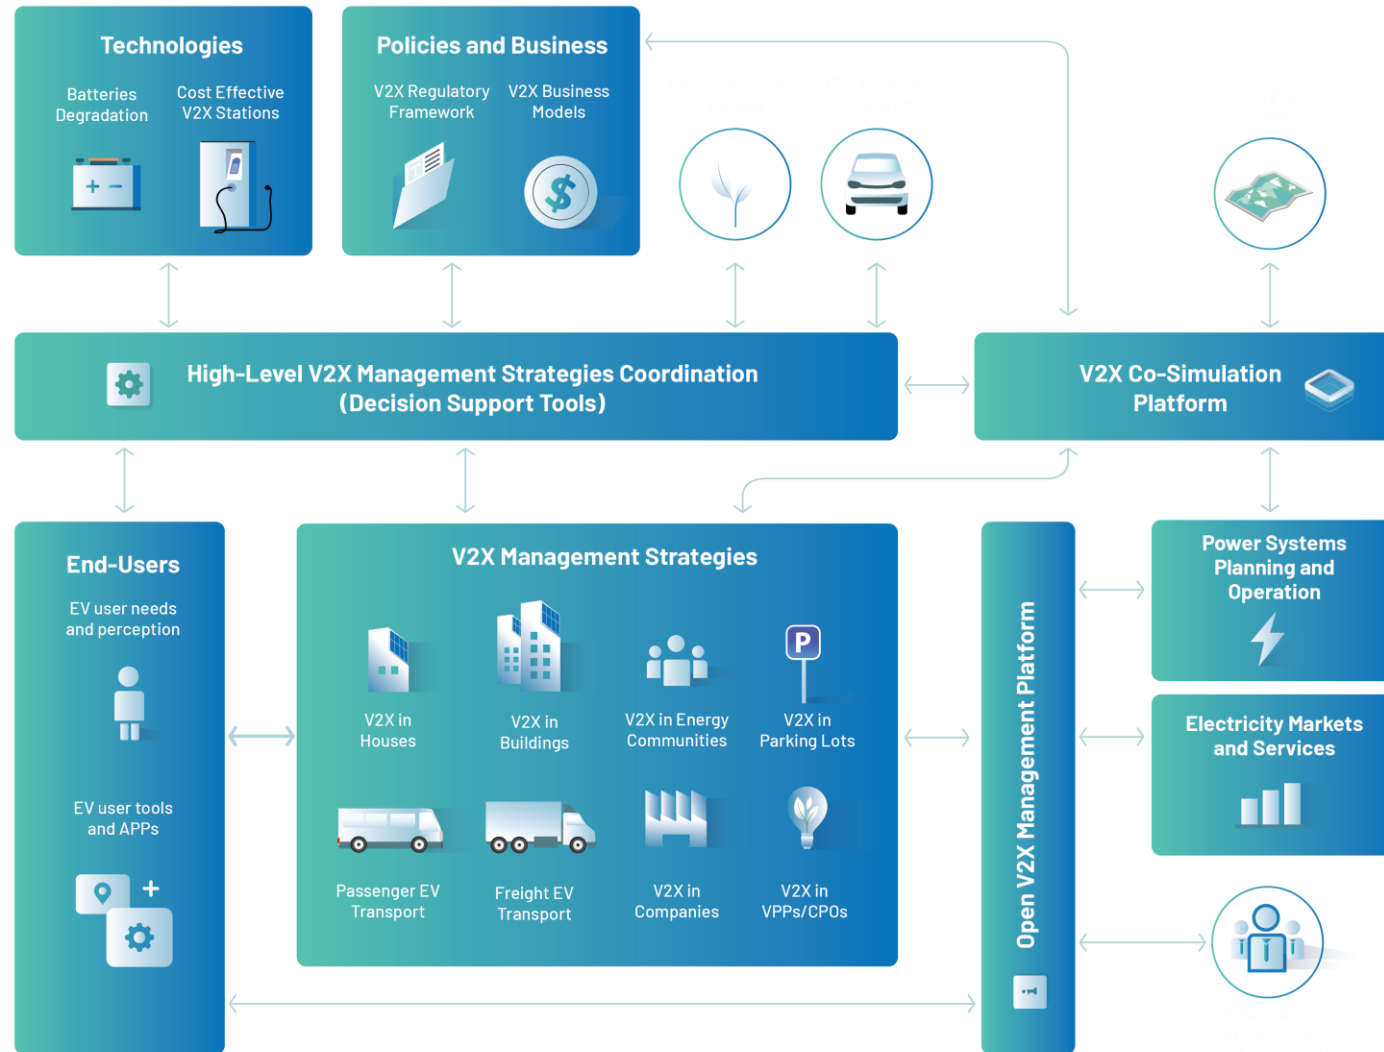 Technologies
Batteries
Degradation
Cost Effective
V2X Stations
Policies and Business
V2X Regulatory
Framework
V2X Business
Models
$
High-Level V2X Management Strategies Coordination
(Decision Support Tools)
V2X Co-Simulation
Platform
End-Users
EV user needs
and perception
EV user tools
and APPs
V2X Management Strategies
V2X in
Houses
V2X in
Buildings
V2X in Energy
Communities
P
V2X in
Parking Lots
Passenger EV
Transport
Freight EV
Transport
V2X in
Companies
V2X in
VPPs/CPOs
Open V2X Management Platform
i
Power Systems
Planning and
Operation
Electricity Markets
and Services